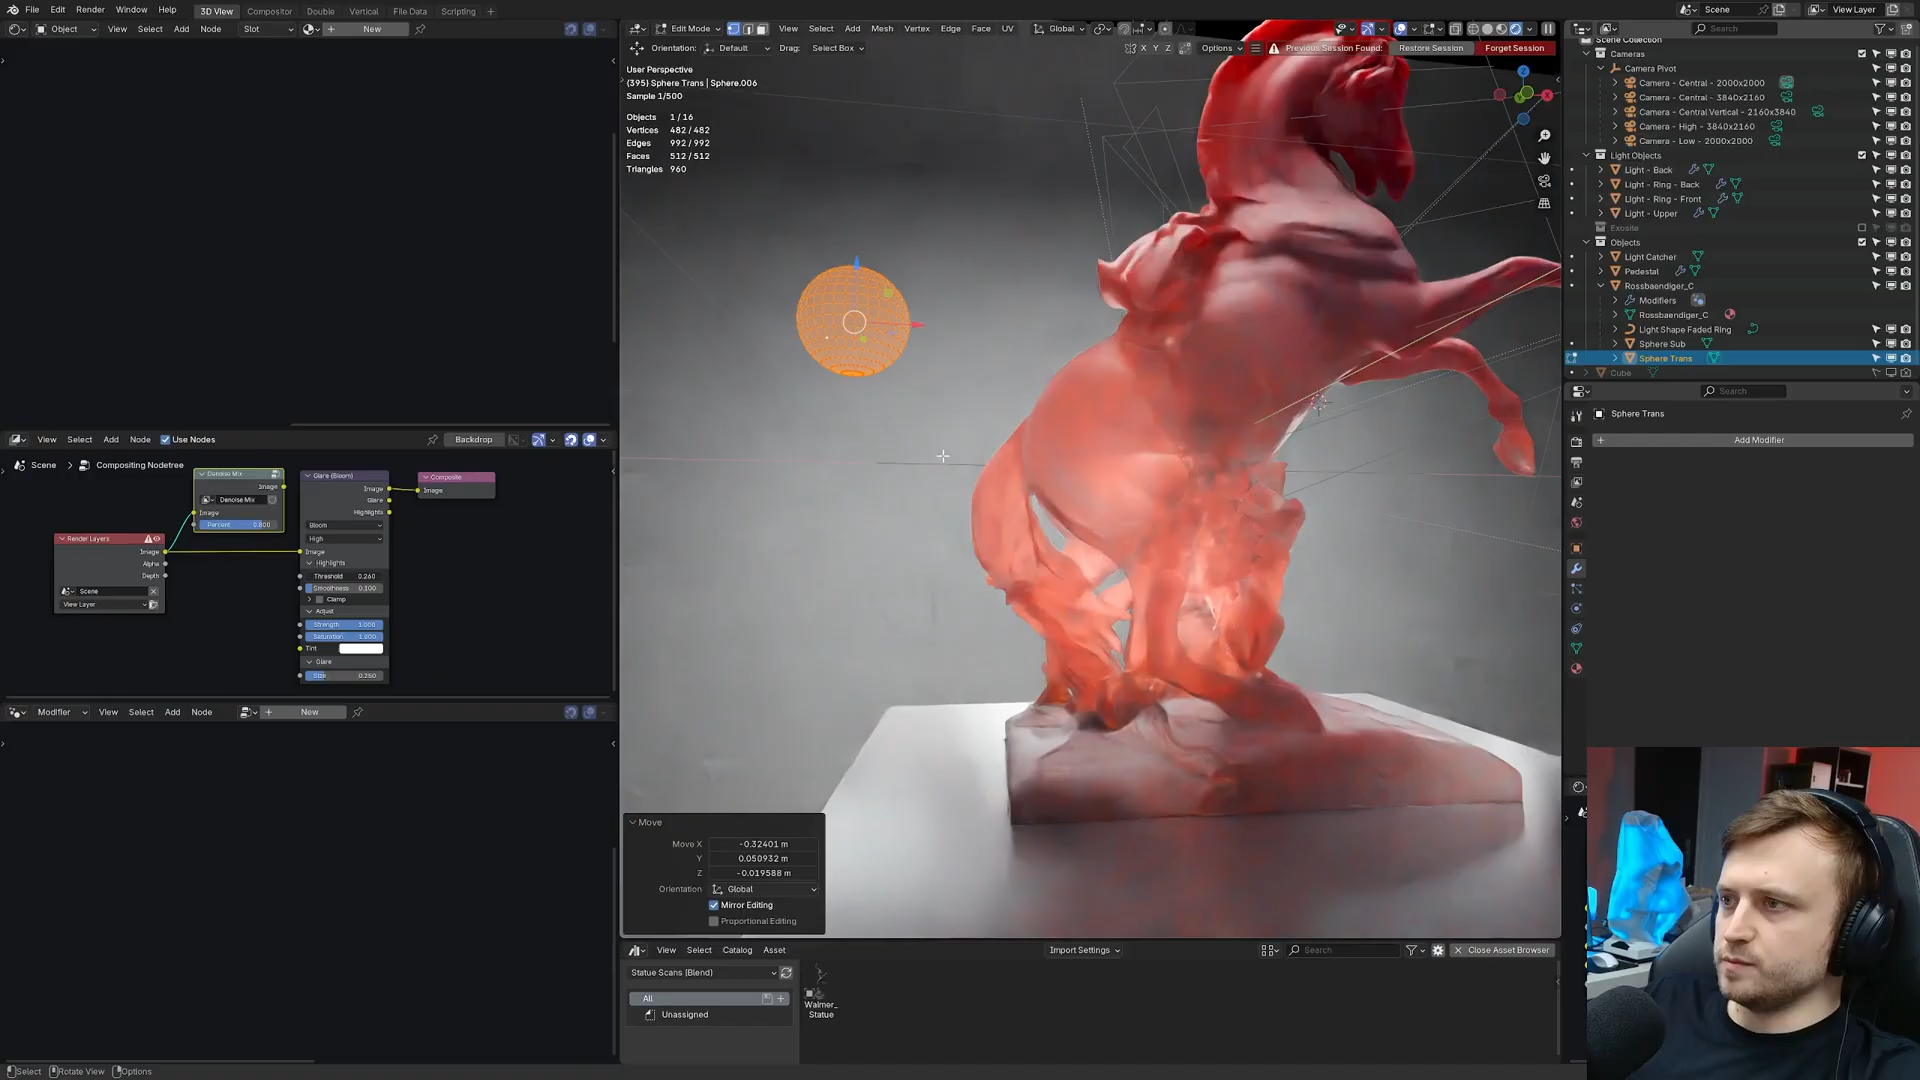 File Edit Render Window Help 3D View Compositor Double Vertical File Data Scripting + Scene View Layer
Object View Select Add Node Slot New
Edit Mode View Select Add Mesh Vertex Edge Face UV Global
Orientation: Default Drag: Select Box X Y Z Options Previous Session Found: Restore Session Forget Session
User Perspective
(395) Sphere Trans | Sphere.006
Sample 1/500
Objects 1 / 16
Vertices 482 / 482
Edges 992 / 992
Faces 512 / 512
Triangles 960
Search
Scene Collection
Cameras
Camera Pivot
Camera - Central - 2000x2000
Camera - Central - 3840x2160
Camera - Central Vertical - 2160x3840
Camera - High - 3840x2160
Camera - Low - 2000x2000
Light Objects
Light - Back
Light - Ring - Back
Light - Ring - Front
Light - Upper
Exosite
Objects
Light Catcher
Pedestal
Rossbaendiger_C
Modifiers
Rossbaendiger_C
Light Shape Faded Ring
Sphere Sub
Sphere Trans
Cube
Search
Sphere Trans
Add Modifier
View Select Add Node Use Nodes Backdrop
Scene > Compositing Nodetree
Denoise Mix
Image
Denoise Mix
Image
Percent 0.800
Render Layers
Image
Alpha
Depth
Scene
View Layer
Glare (Bloom)
Image
Glare
Highlights
Bloom
High
Image
Highlights
Threshold 0.260
Smoothness 0.100
Clamp
Adjust
Strength 1.000
Saturation 1.000
Tint
Glare
Size 0.250
Composite
Image
Modifier View Select Add Node New
Move
Move X -0.32401 m
Y 0.050932 m
Z -0.019588 m
Orientation Global
Mirror Editing
Proportional Editing
View Select Catalog Asset Import Settings Search Close Asset Browser
Statue Scans (Blend)
All
Unassigned
Walmer_
Statue
Select Rotate View Options